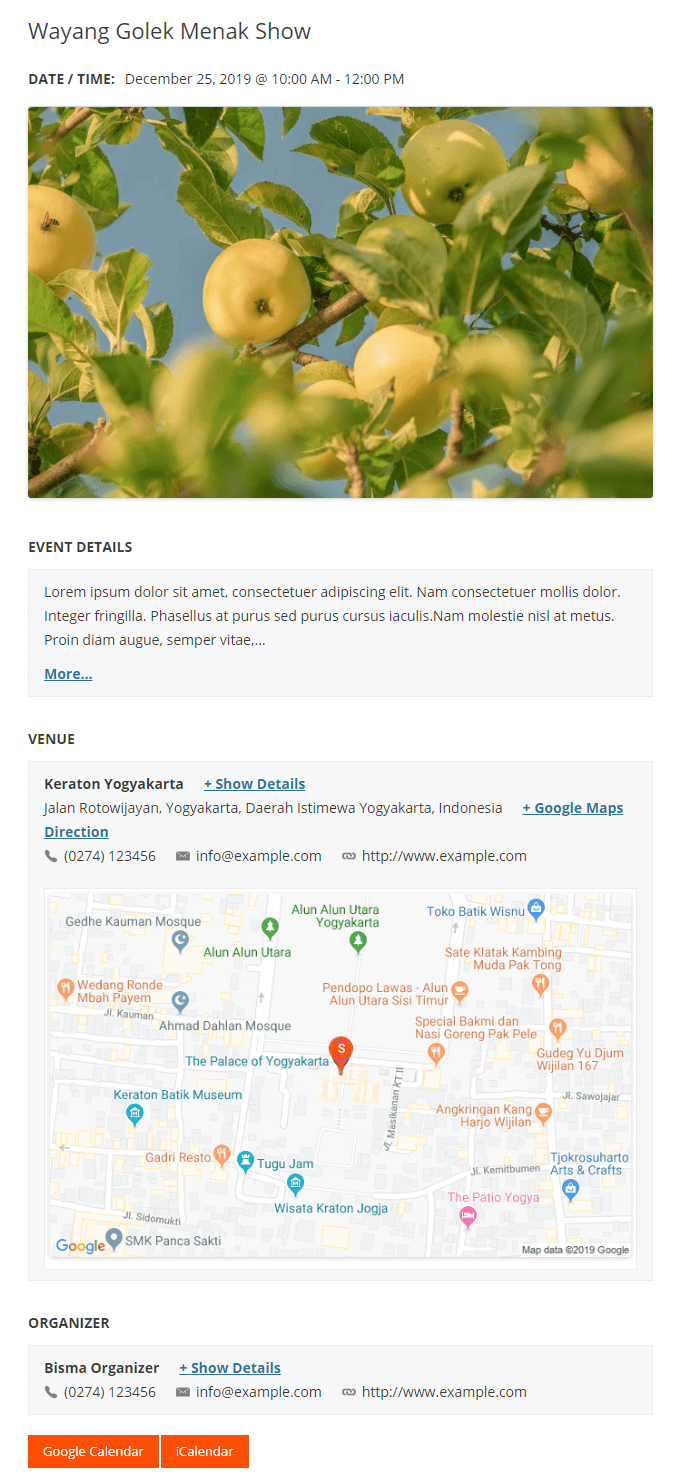 Wayang Golek Menak Show
DATE / TIME: December 25, 2019 @ 10:00 AM - 12:00 PM
EVENT DETAILS
Lorem ipsum dolor sit amet, consectetuer adipiscing elit. Nam consectetuer mollis dolor.
Integer fringilla. Phasellus at purus sed purus cursus iaculis.Nam molestie nisl at metus.
Proin diam augue, semper vitae,...
More...
VENUE
Keraton Yogyakarta + Show Details
Jalan Rotowijayan, Yogyakarta, Daerah Istimewa Yogyakarta, Indonesia + Google Maps
Direction
(0274) 123456 info@example.com http://www.example.com
Alun Alun Utara
Yogyakarta
Toko Batik Wisnu
Gedhe Kauman Mosque
Alun Alun Utara
Sate Klatak Kambing
Muda Pak Tong
Wedang Ronde
Mbah Payem
Pendopo Lawas - Alun
Alun Utara Sisi Timur
Jl. Kauman
Ahmad Dahlan Mosque
Special Bakmi dan
Nasi Goreng Pak Pele
S
The Palace of Yogyakarta
Gudeg Yu Djum
Wijilan 167
Keraton Batik Museum
Jl. Masikanan KT.II
Jl. Sawojajar
Angkringan Kang
Harjo Wijilan
Gadri Resto
Tugu Jam
Tjokrosuharto
Arts & Crafts
Jl. Kemitbumen
Wisata Kraton Jogja
The Patio Yogya
Jl. Sidomukti
SMK Panca Sakti
Google
Map data ©2019 Google
ORGANIZER
Bisma Organizer + Show Details
(0274) 123456 info@example.com http://www.example.com
Google Calendar iCalendar